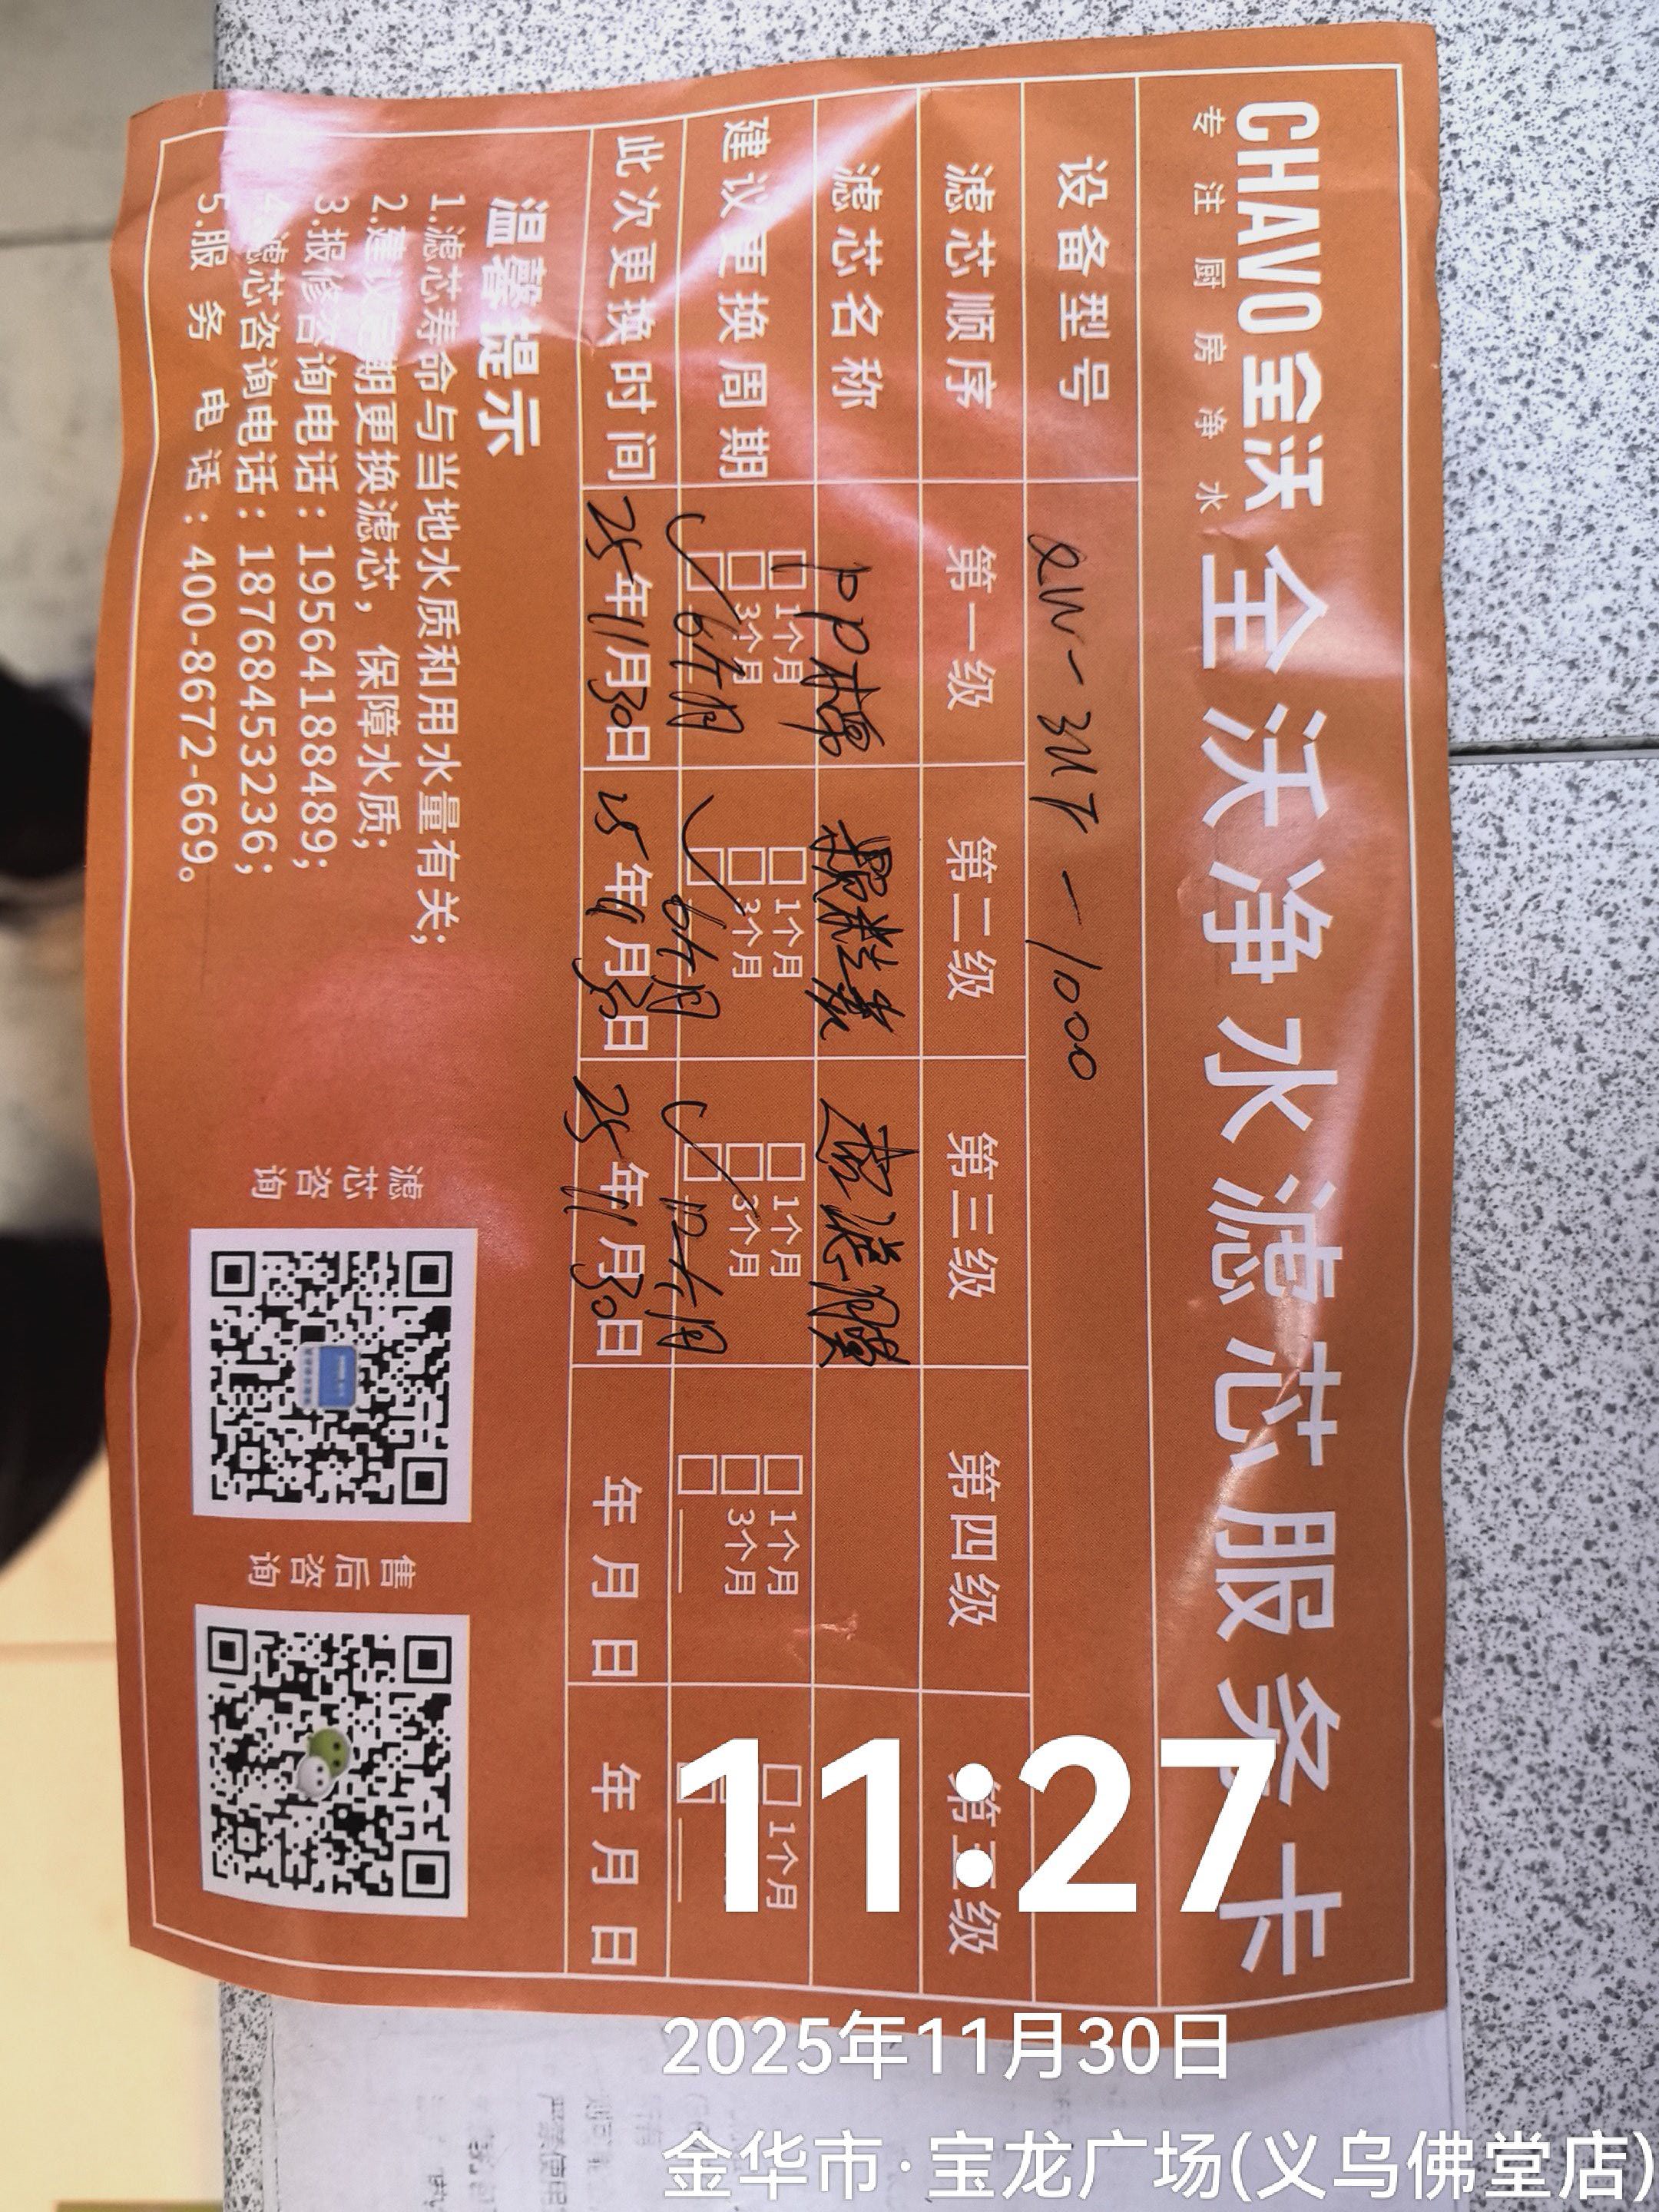 CHAVO全沃 全沃净水滤芯服务卡
专注厨房净水
设备型号 QW-3UT-1000
滤芯顺序 第一级 第二级 第三级 第四级 第五级
滤芯名称 PP棉 颗粒炭 超滤膜
建议更换周期 □1个月 □1个月 □1个月 □1个月 □1个月
□3个月 □3个月 □3个月 □3个月
✓6个月 ✓6个月 ✓12个月 □
此次更换时间 25年11月30日 25年11月30日 25年11月30日 年 月 日 年 月 日
温馨提示
1.滤芯寿命与当地水质和用水量有关;
2.建议定期更换滤芯，保障水质;
3.报修咨询电话：19564188489;
4.滤芯咨询电话：18768453236;
5.服务电话：400-8672-669。
滤芯咨询
售后咨询
11:27
2025年11月30日
金华市·宝龙广场(义乌佛堂店)